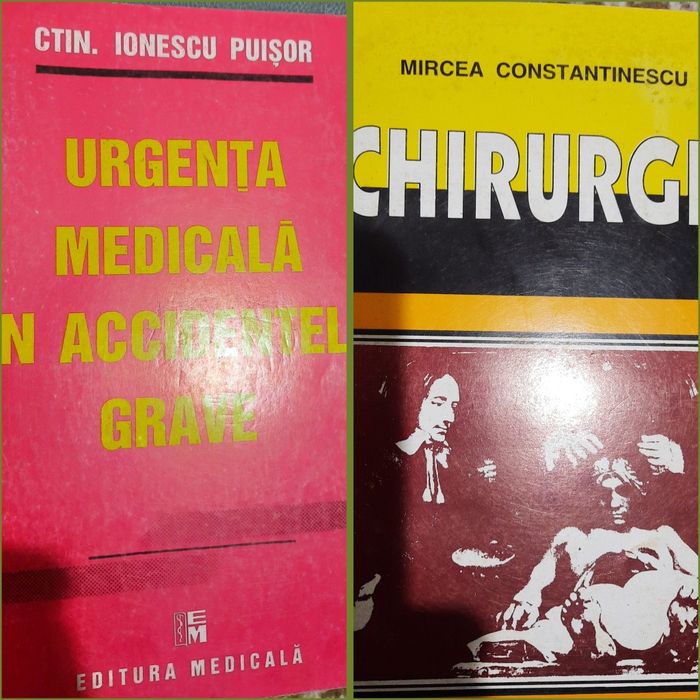 CTIN. IONESCU PUIȘOR
URGENȚA
MEDICALĂ
N ACCIDENTEL
GRAVE
EM
EDITURA MEDICALĂ
MIRCEA CONSTANTINESCU
CHIRURGI